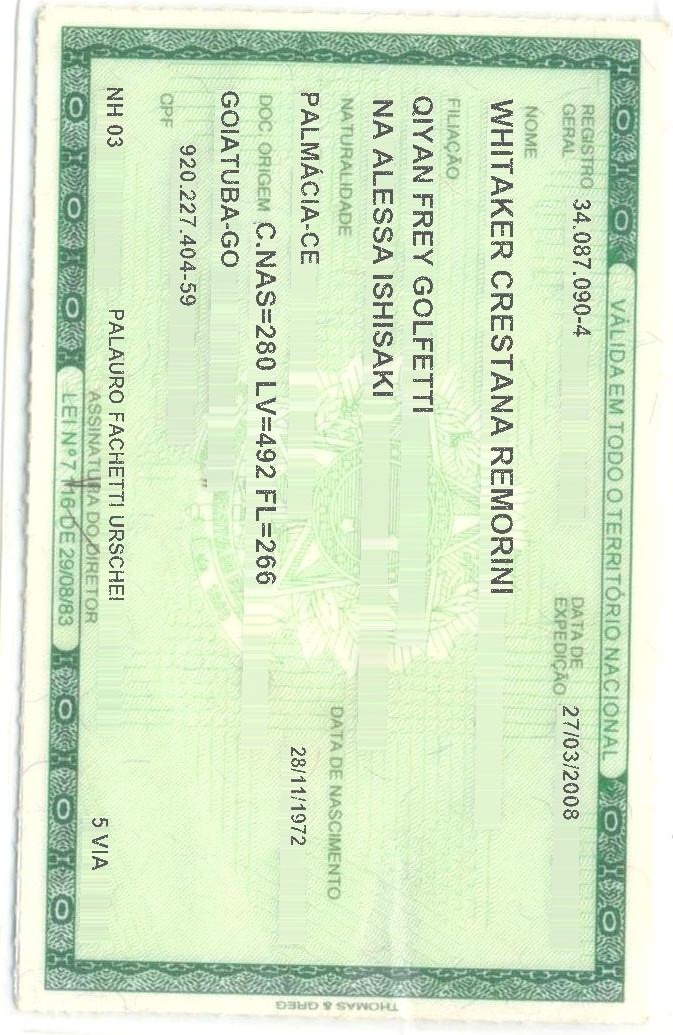 VÁLIDA EM TODO O TERRITÓRIO NACIONAL
REGISTRO GERAL 34.087.090-4 DATA DE EXPEDIÇÃO 27/03/2008
NOME
WHITAKER CRESTANA REMORINI
FILIAÇÃO
QIYAN FREY GOLFETTI
NA ALESSA ISHISAKI
NATURALIDADE DATA DE NASCIMENTO
PALMÁCIA-CE 28/11/1972
DOC. ORIGEM C.NAS=280 LV=492 FL=266
GOIATUBA-GO
CPF 920.227.404-59
NH 03 PALAURO FACHETTI URSCHEI 5 VIA
ASSINATURA DO DIRETOR
LEI Nº 7.116 DE 29/08/83
THOMAS & GREG